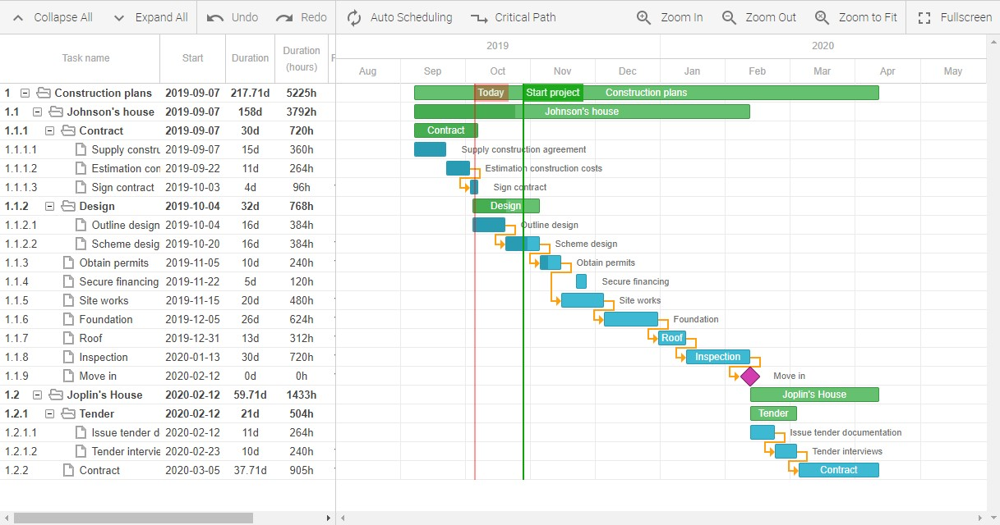 Collapse All Expand All Undo Redo Auto Scheduling Critical Path Zoom In Zoom Out Zoom to Fit Fullscreen
Task name Start Duration Duration (hours)
2019 2020
Aug Sep Oct Nov Dec Jan Feb Mar Apr May
1 Construction plans 2019-09-07 217.71d 5225h Today Start project Construction plans
1.1 Johnson's house 2019-09-07 158d 3792h Johnson's house
1.1.1 Contract 2019-09-07 30d 720h Contract
1.1.1.1 Supply constru 2019-09-07 15d 360h Supply construction agreement
1.1.1.2 Estimation con 2019-09-22 11d 264h Estimation construction costs
1.1.1.3 Sign contract 2019-10-03 4d 96h Sign contract
1.1.2 Design 2019-10-04 32d 768h Design
1.1.2.1 Outline design 2019-10-04 16d 384h Outline design
1.1.2.2 Scheme desig 2019-10-20 16d 384h Scheme design
1.1.3 Obtain permits 2019-11-05 10d 240h Obtain permits
1.1.4 Secure financing 2019-11-22 5d 120h Secure financing
1.1.5 Site works 2019-11-15 20d 480h Site works
1.1.6 Foundation 2019-12-05 26d 624h Foundation
1.1.7 Roof 2019-12-31 13d 312h Roof
1.1.8 Inspection 2020-01-13 30d 720h Inspection
1.1.9 Move in 2020-02-12 0d 0h Move in
1.2 Joplin's House 2020-02-12 59.71d 1433h Joplin's House
1.2.1 Tender 2020-02-12 21d 504h Tender
1.2.1.1 Issue tender d 2020-02-12 11d 264h Issue tender documentation
1.2.1.2 Tender intervie 2020-02-23 10d 240h Tender interviews
1.2.2 Contract 2020-03-05 37.71d 905h Contract